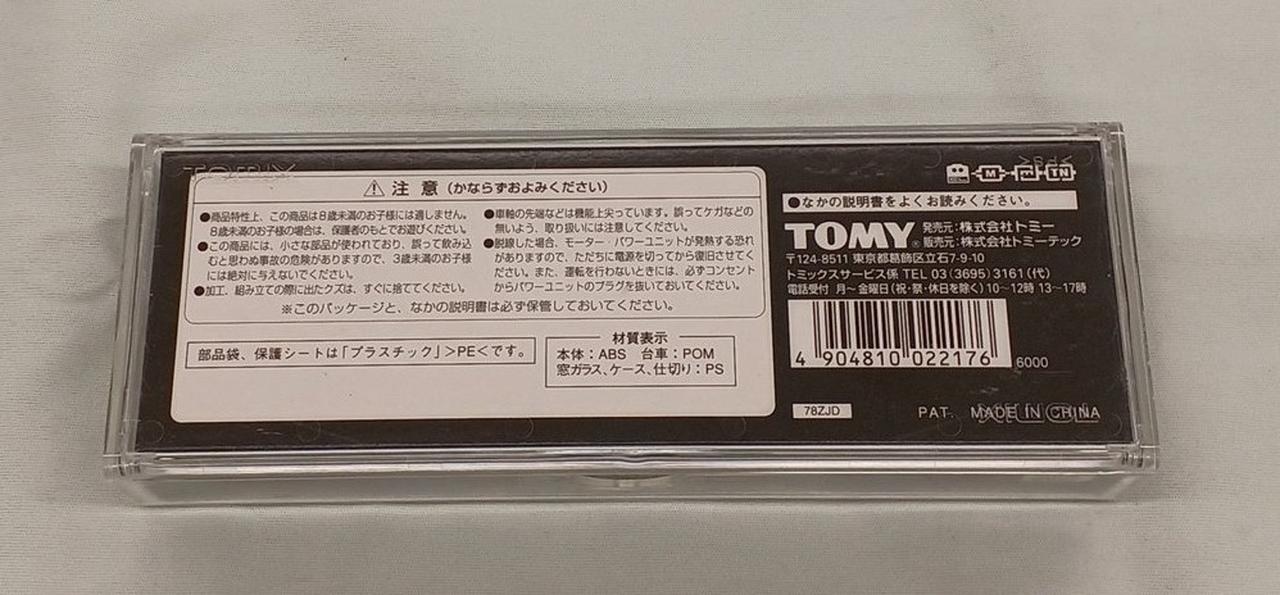 TOMIX
⚠ 注 意 (かならずおよみください)
●商品特性上、この商品は8歳未満のお子様には適しません。
8歳未満のお子様の場合は、保護者のもとでお遊びください。
●この商品には、小さな部品が使われており、誤って飲み込
むと思わぬ事故の危険がありますので、3歳未満のお子様
には絶対に与えないでください。
●加工、組み立ての際に出たクズは、すぐに捨ててください。
●車軸の先端などは機能上尖っています。誤ってケガなどの
無いよう、取り扱いには注意してください。
●脱線した場合、モーター・パワーユニットが発熱する恐れ
がありますので、ただちに電源を切ってから復旧させてく
ださい。また、運転を行わないときには、必ずコンセント
からパワーユニットのプラグを抜いておいてください。
※このパッケージと、なかの説明書は必ず保管しておいてください。
部品袋、保護シートは「プラスチック」>PE<です。
材質表示
本体:ABS 台車:POM
窓ガラス、ケース、仕切り:PS
M
TN
●なかの説明書をよくお読みください。
TOMY®
発売元:株式会社トミー
販売元:株式会社トミーテック
〒124-8511 東京都葛飾区立石7-9-10
トミックスサービス係 TEL 03(3695)3161(代)
電話受付 月〜金曜日(祝・祭・休日を除く)10〜12時 13〜17時
4 904810 022176
6000
78ZJD
PAT. MADE IN CHINA
TOMIX